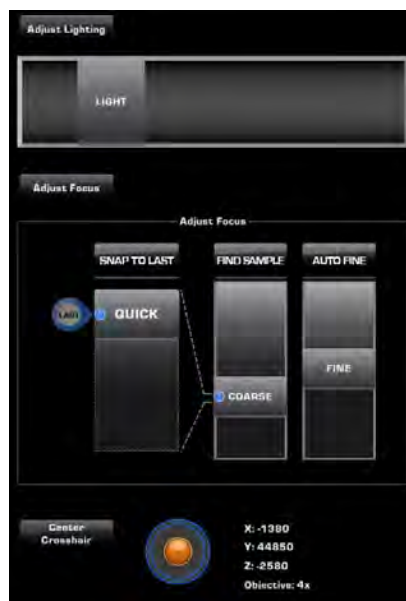 Adjust Lighting
LIGHT
Adjust Focus
Adjust Focus
SNAP TO LAST FIND SAMPLE AUTO FINE
LAST QUICK
FINE
COARSE
Center
Crosshair
X: -1390
Y: 44850
Z: -2580
Objective: 4x